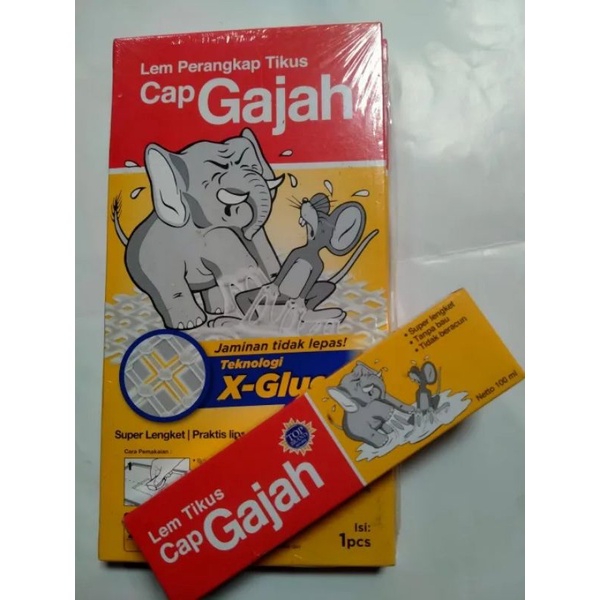 Lem Perangkap Tikus
Cap Gajah
Jaminan tidak lepas!
Teknologi
X-Glue
Super Lengket | Praktis
Cara Pemakaian :
Isi:
1pcs
• Super lengket
• Tanpa bau
• Tidak beracun
Netto 100 ml
TOP
Lem Tikus
Cap Gajah